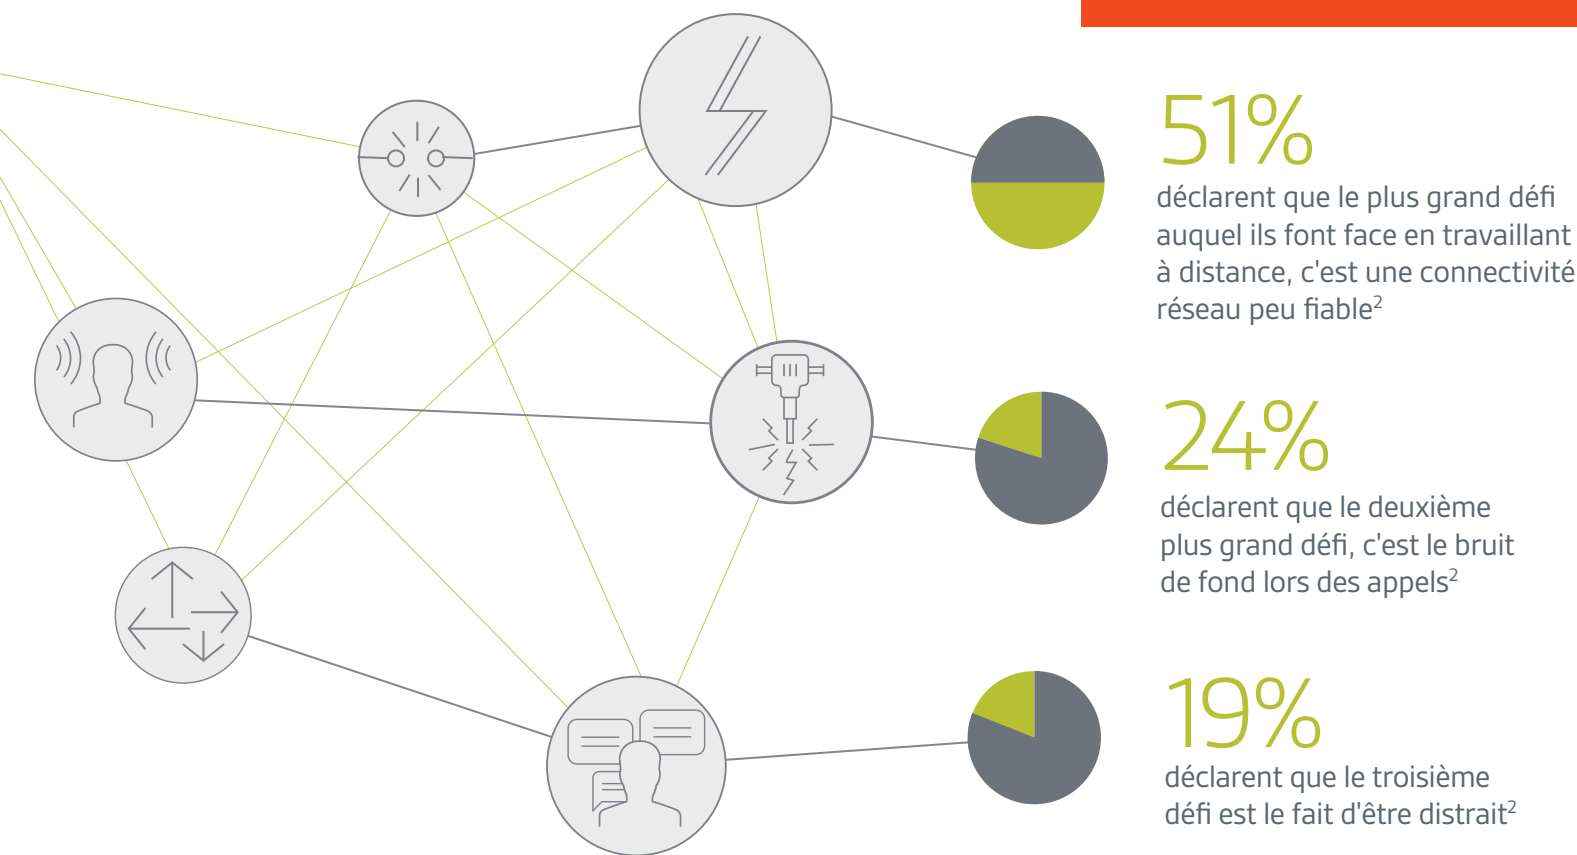 51%
déclarent que le plus grand défi
auquel ils font face en travaillant
à distance, c'est une connectivité
réseau peu fiable²
24%
déclarent que le deuxième
plus grand défi, c'est le bruit
de fond lors des appels²
19%
déclarent que le troisième
défi est le fait d'être distrait²